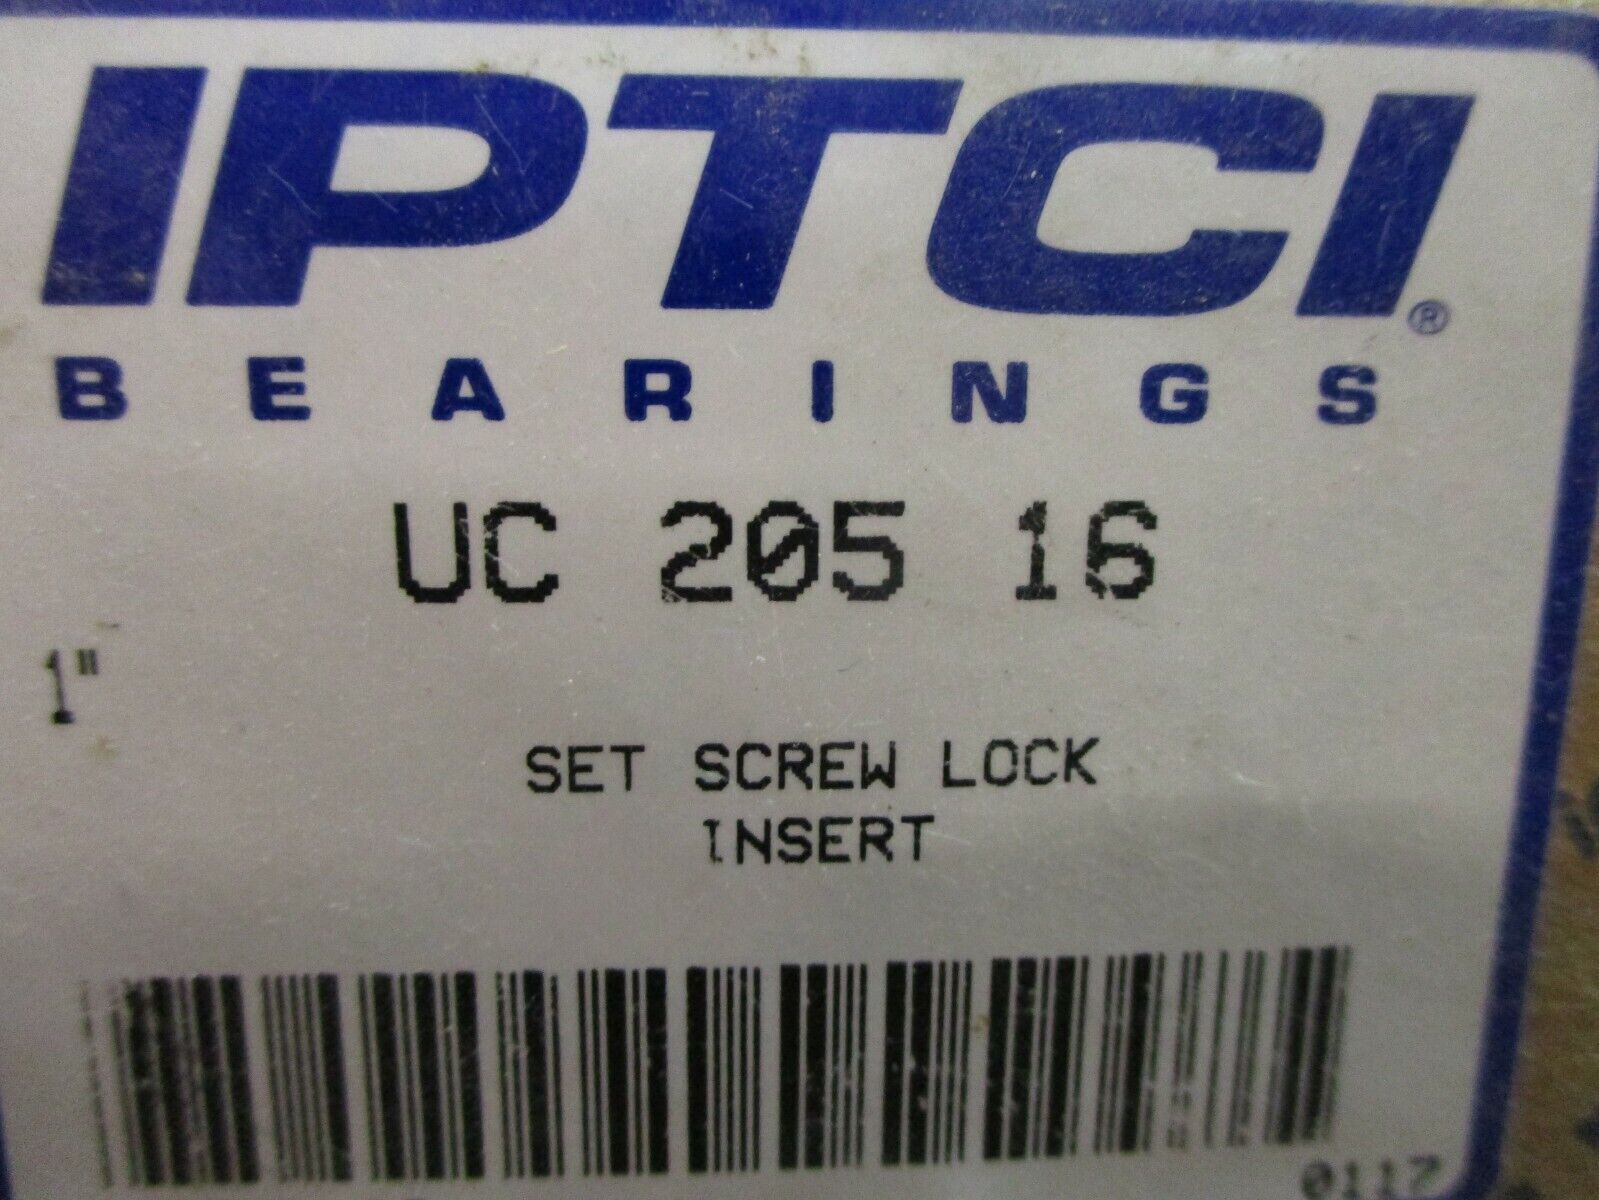 IPTCI®
BEARINGS
UC 205 16
1"
SET SCREW LOCK
INSERT
0117